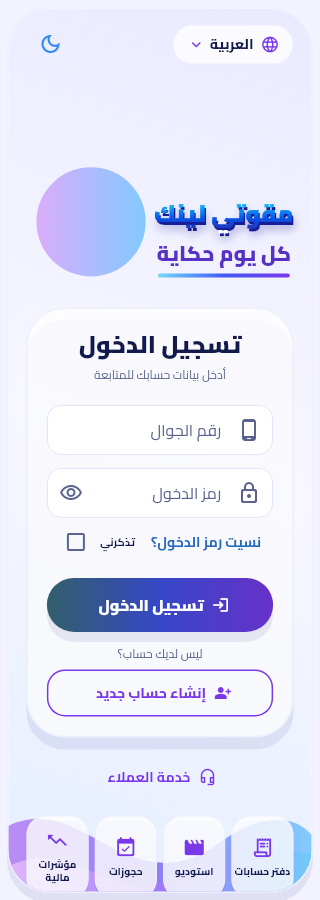 العربية
مقوتي لينك
كل يوم حكاية
تسجيل الدخول
أدخل بيانات حسابك للمتابعة
رقم الجوال
رمز الدخول
نسيت رمز الدخول؟
تذكرني
تسجيل الدخول
ليس لديك حساب؟
إنشاء حساب جديد
خدمة العملاء
دفتر حسابات
استوديو
حجوزات
مؤشرات
مالية